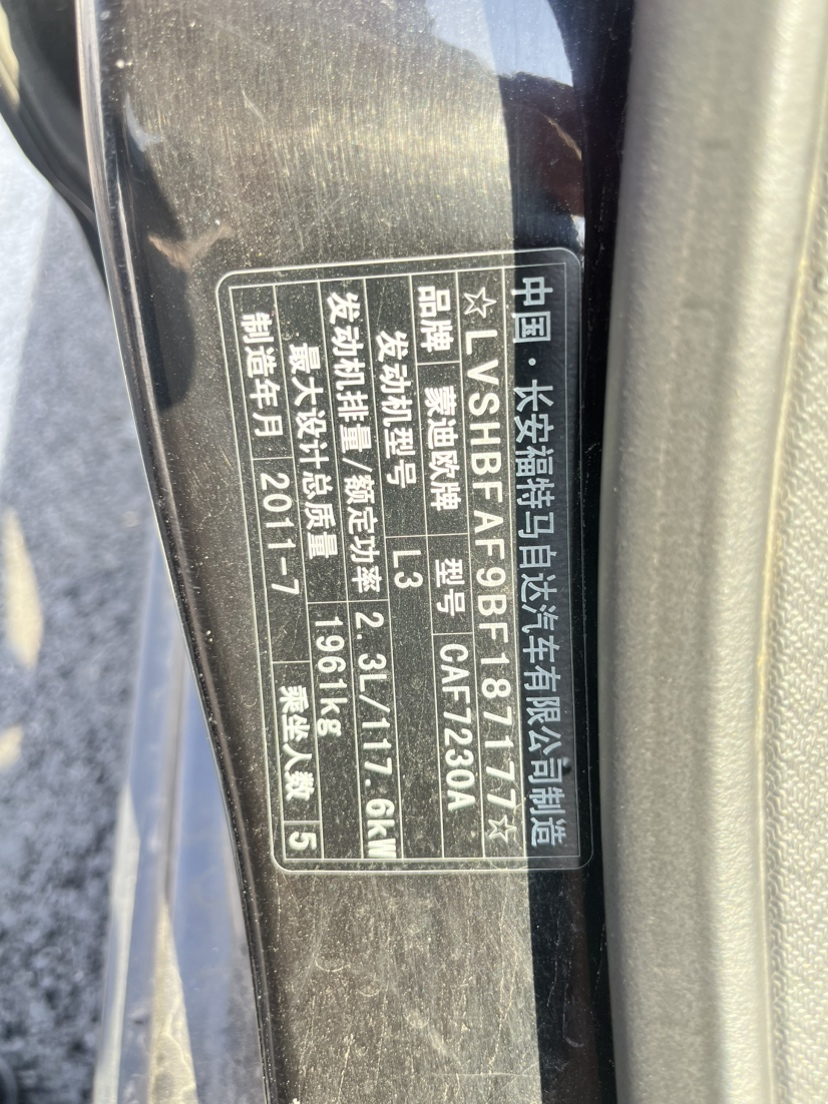 中国·长安福特马自达汽车有限公司制造
☆LVSHBFAF9BF187177☆
品牌 蒙迪欧牌 型号 CAF7230A
发动机型号 L3
发动机排量/额定功率 2.3L/117.6kW
最大设计总质量 1961kg
制造年月 2011-7 乘坐人数 5